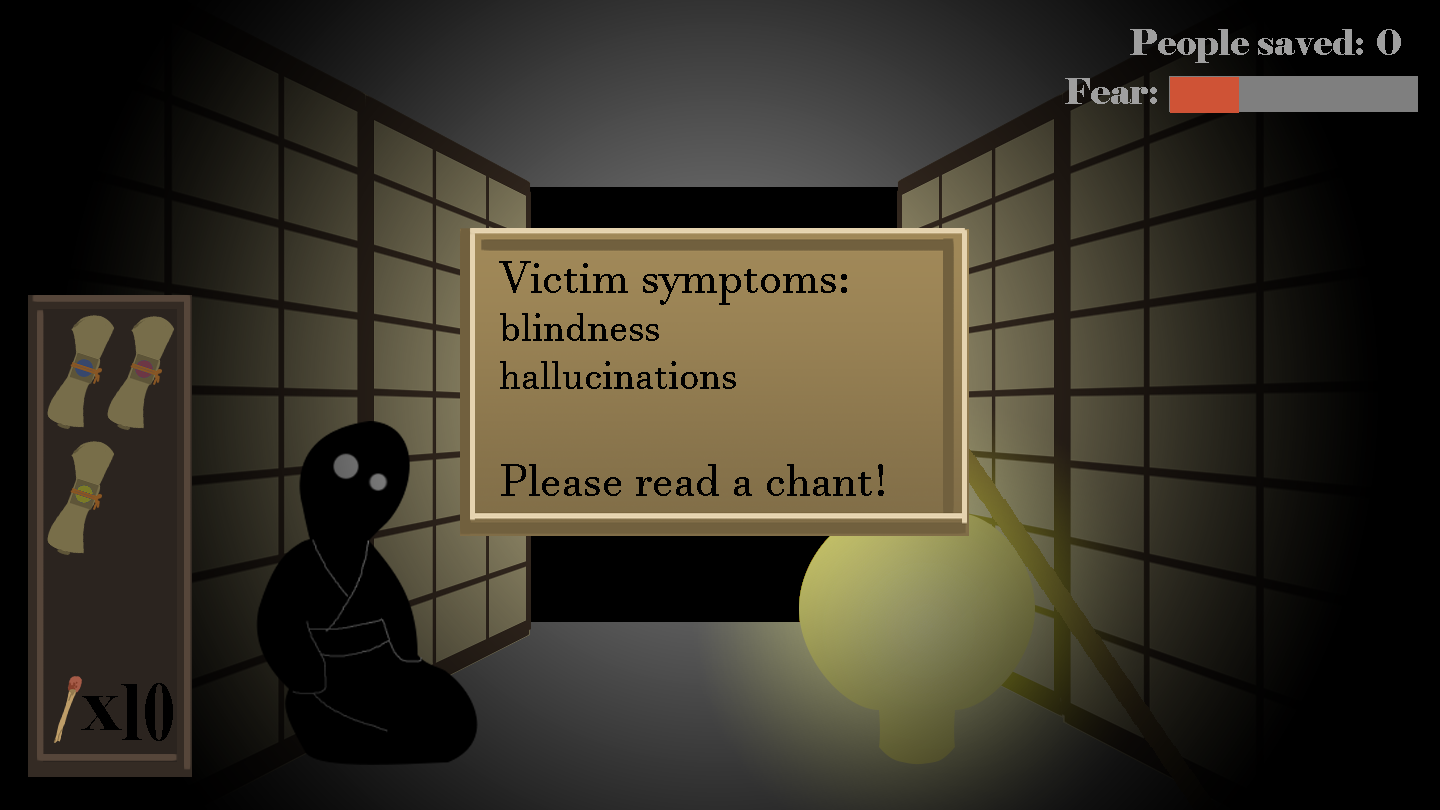 People saved: 0
Fear:
Victim symptoms:
blindness
hallucinations
Please read a chant!
x10